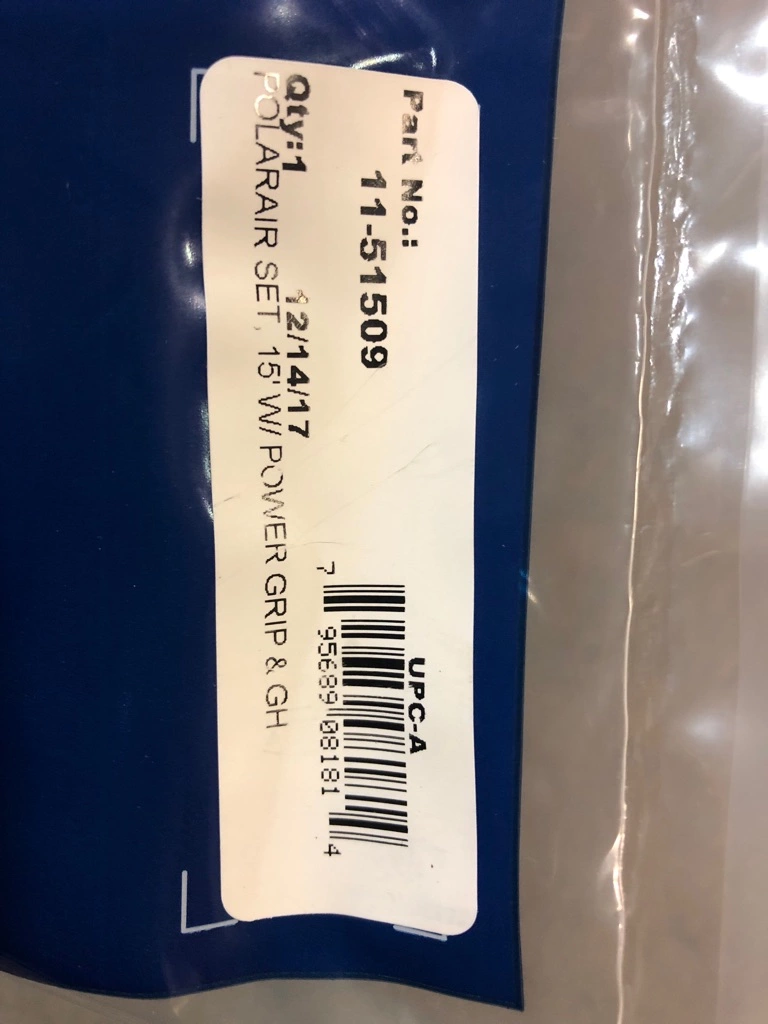 Part No.:
11-51509
UPC-A
7 95689 08181 4
Qty:1 12/14/17
POLARAIR SET, 15' W/ POWER GRIP & GH